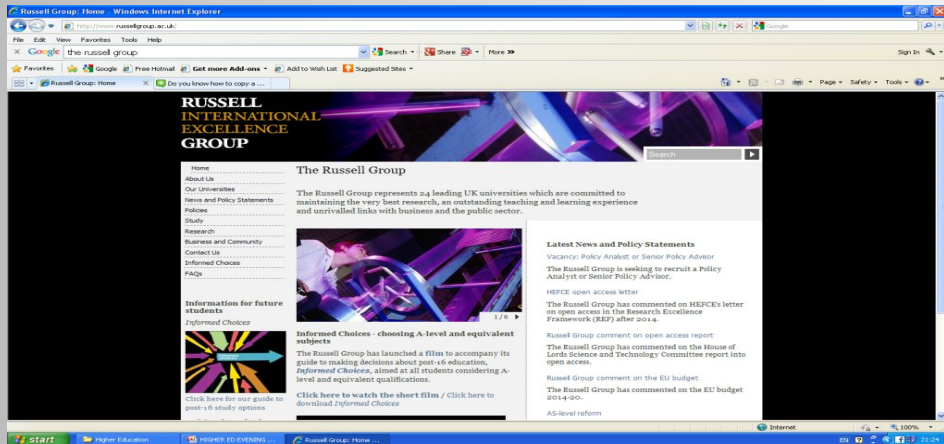 Russell Group: Home - Windows Internet Explorer
http://www.russellgroup.ac.uk/
Google
File Edit View Favorites Tools Help
× Google the russell group Search Share More » Sign In
Favorites Google Free Hotmail Get more Add-ons Add to Wish List Suggested Sites
Russell Group: Home × Do you know how to copy a ... Page Safety Tools
RUSSELL
INTERNATIONAL
EXCELLENCE
GROUP
Search
Home
About Us
Our Universities
News and Policy Statements
Policies
Study
Research
Business and Community
Contact Us
Informed Choices
FAQs
Information for future
students
Informed Choices
Click here for our guide to
post-16 study options
The Russell Group
The Russell Group represents 24 leading UK universities which are committed to
maintaining the very best research, an outstanding teaching and learning experience
and unrivalled links with business and the public sector.
1 / 6
Informed Choices - choosing A-level and equivalent
subjects
The Russell Group has launched a film to accompany its
guide to making decisions about post-16 education,
Informed Choices, aimed at all students considering A-
level and equivalent qualifications.
Click here to watch the short film / Click here to
download Informed Choices
Latest News and Policy Statements
Vacancy: Policy Analyst or Senior Policy Advisor
The Russell Group is seeking to recruit a Policy
Analyst or Senior Policy Advisor.
HEFCE open access letter
The Russell Group has commented on HEFCE's letter
on open access in the Research Excellence
Framework (REF) after 2014.
Russell Group comment on open access report
The Russell Group has commented on the House of
Lords Science and Technology Committee report into
open access.
Russell Group comment on the EU budget
The Russell Group has commented on the EU budget
2014-20.
AS-level reform
Internet 100%
start Higher Education HIGHER ED EVENING ... Russell Group: Home ... EN 21:24